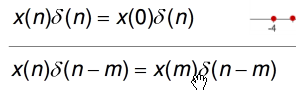 x(n)δ(n) = x(0)δ(n)
-4
x(n)δ(n − m) = x(m)δ(n − m)